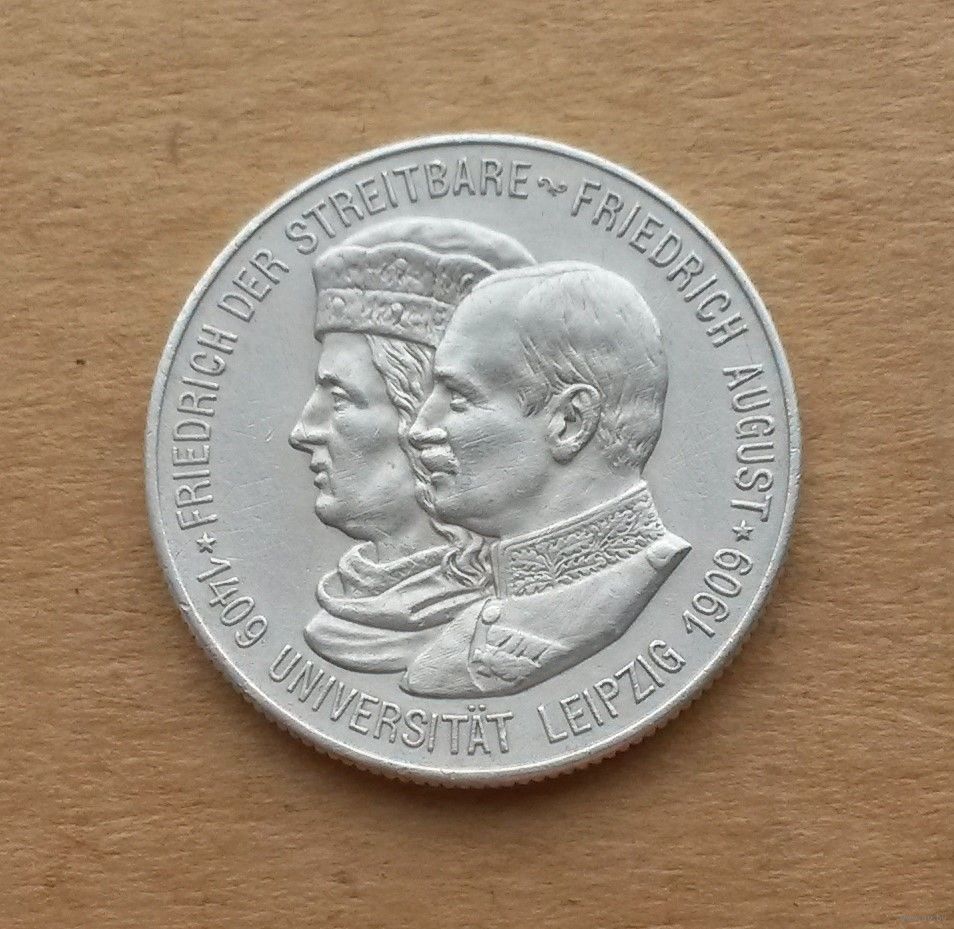 FRIEDRICH DER STREITBARE ~ FRIEDRICH AUGUST
* 1409 UNIVERSITÄT LEIPZIG 1909 *